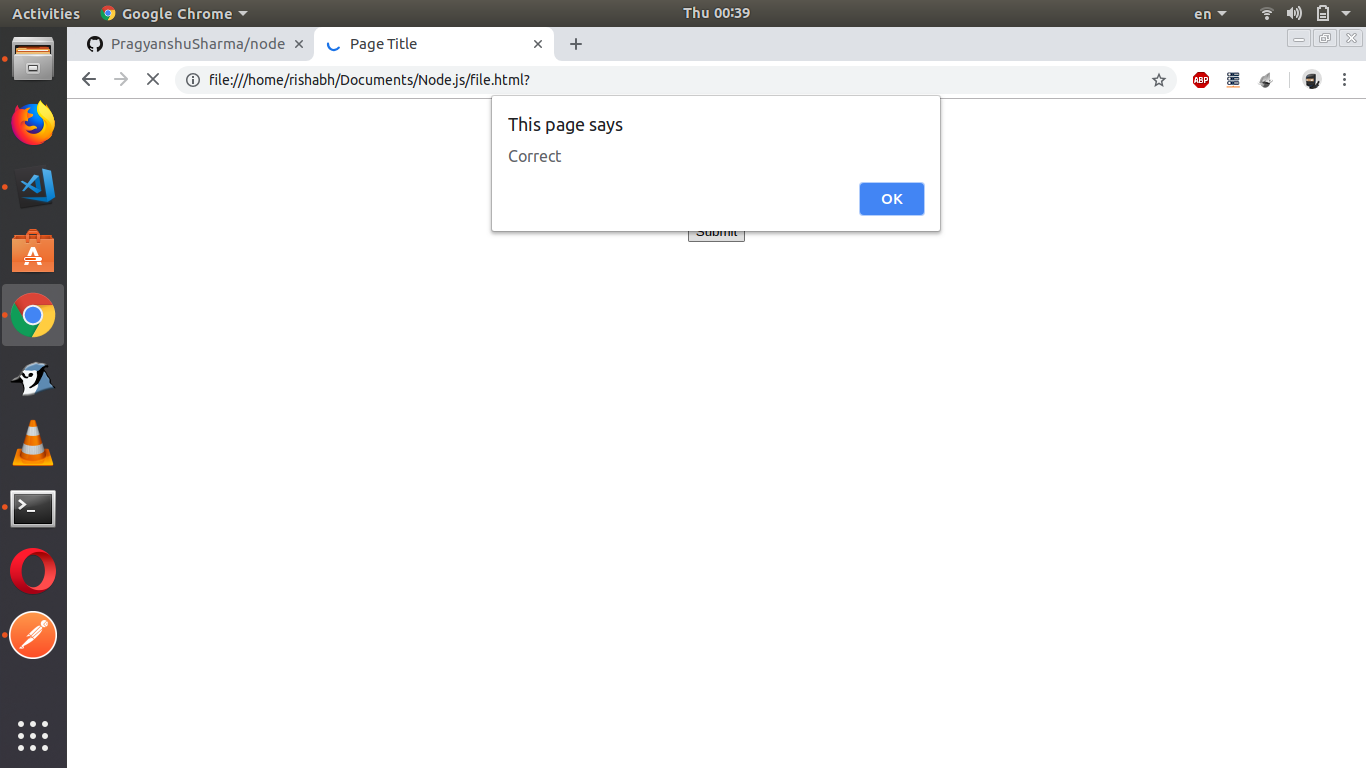 Activities Google Chrome Thu 00:39 en
PragyanshuSharma/node Page Title
file:///home/rishabh/Documents/Node.js/file.html? ABP
This page says
Correct
OK
Submit
A